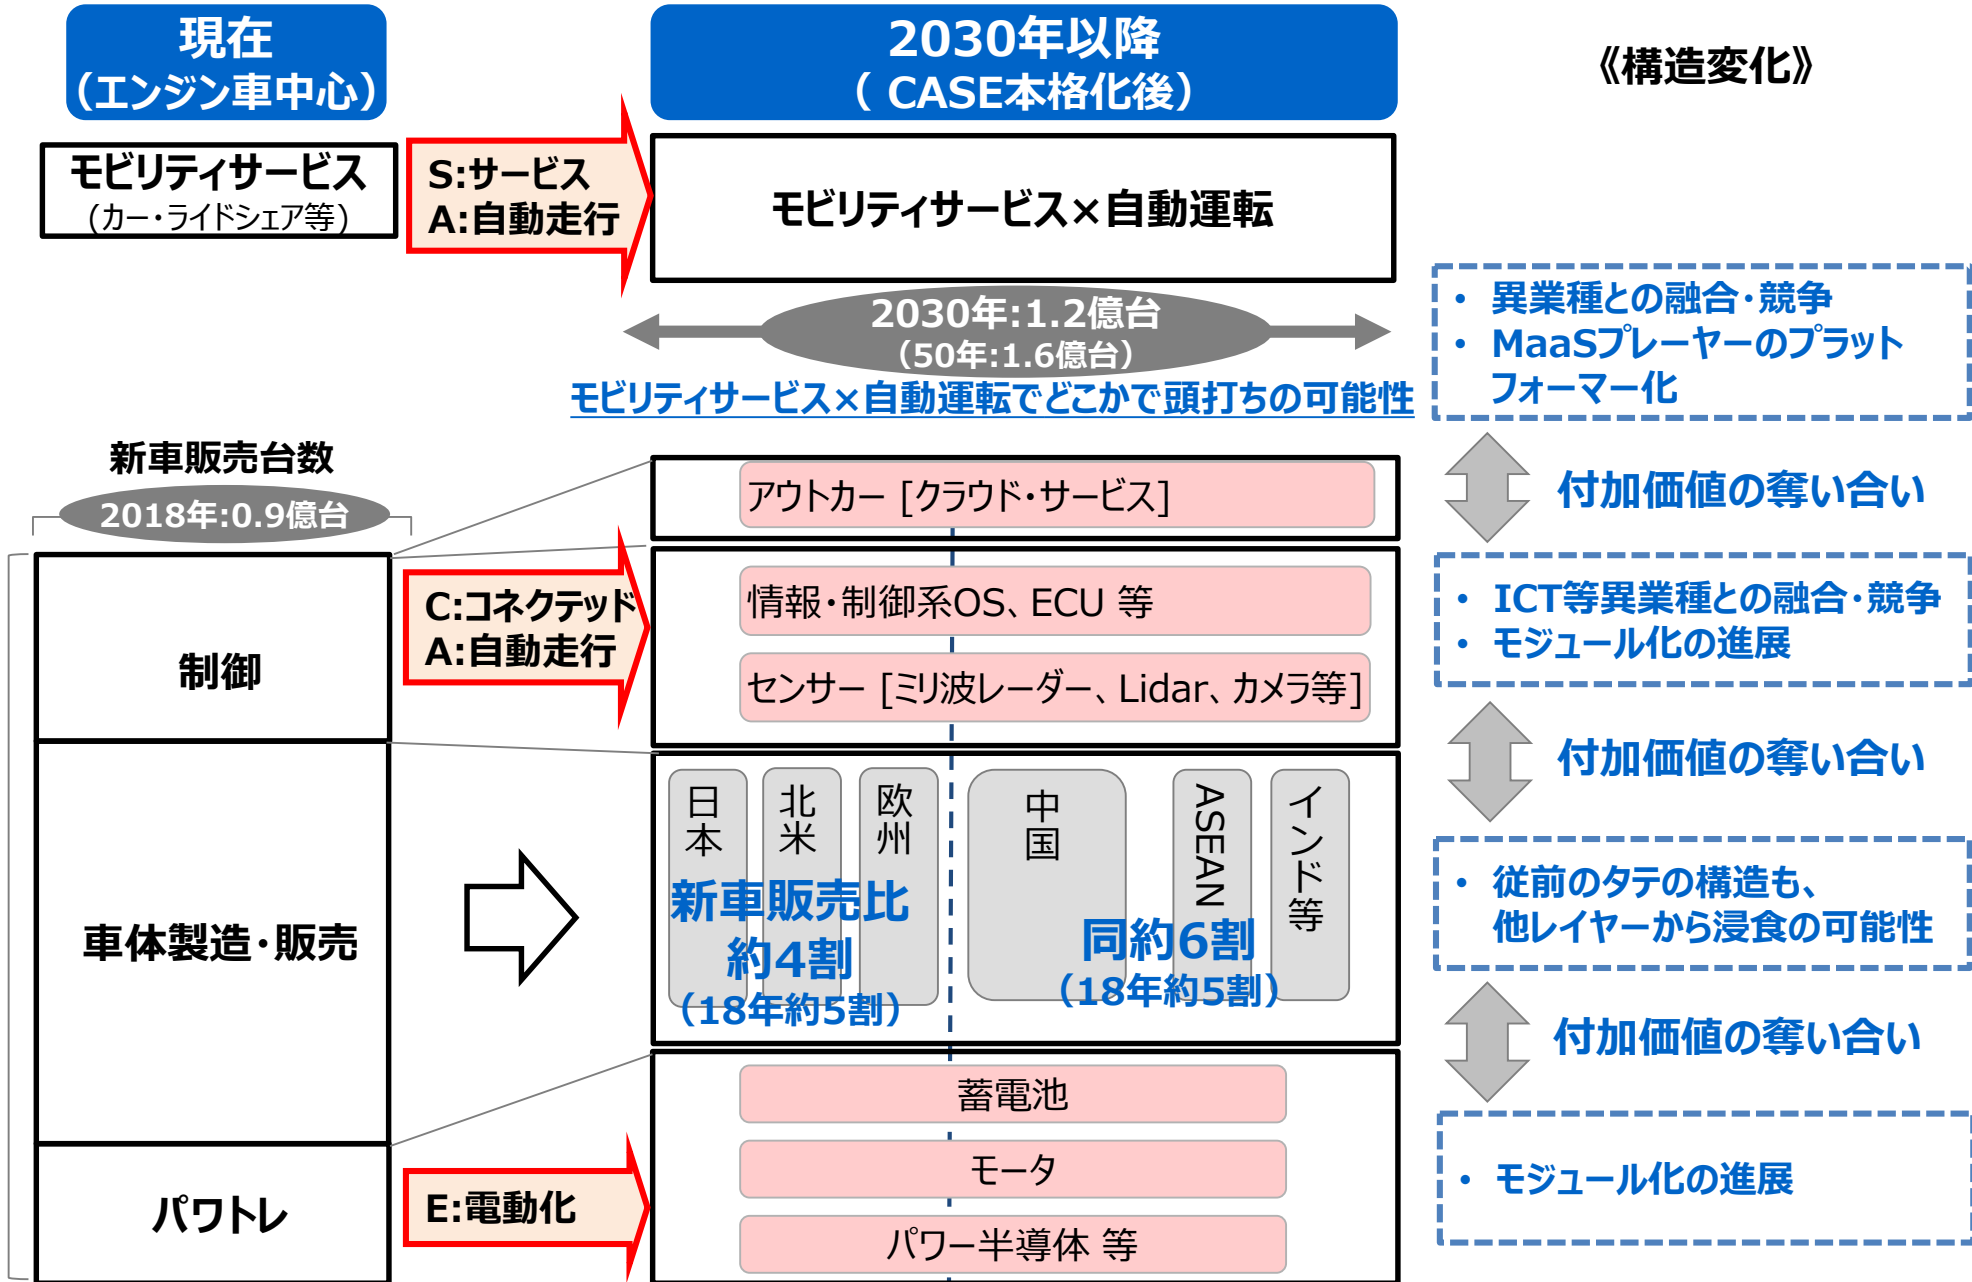 現在
（エンジン車中心）
2030年以降
（ CASE本格化後）
《構造変化》
モビリティサービス
（カー・ライドシェア等）
S:サービス
A:自動走行
モビリティサービス×自動運転
2030年:1.2億台
（50年:1.6億台）
モビリティサービス×自動運転でどこかで頭打ちの可能性
・ 異業種との融合・競争
・ MaaSプレーヤーのプラット
フォーマー化
付加価値の奪い合い
新車販売台数
2018年:0.9億台
アウトカー [クラウド・サービス]
制御
C:コネクテッド
A:自動走行
情報・制御系OS、ECU 等
センサー [ミリ波レーダー、Lidar、カメラ等]
・ ICT等異業種との融合・競争
・ モジュール化の進展
付加価値の奪い合い
車体製造・販売
日本
北米
欧州
中国
ASEAN
インド等
新車販売比
約4割
（18年約5割）
同約6割
（18年約5割）
・ 従前のタテの構造も、
他レイヤーから浸食の可能性
付加価値の奪い合い
パワトレ
E:電動化
蓄電池
モータ
パワー半導体 等
・ モジュール化の進展